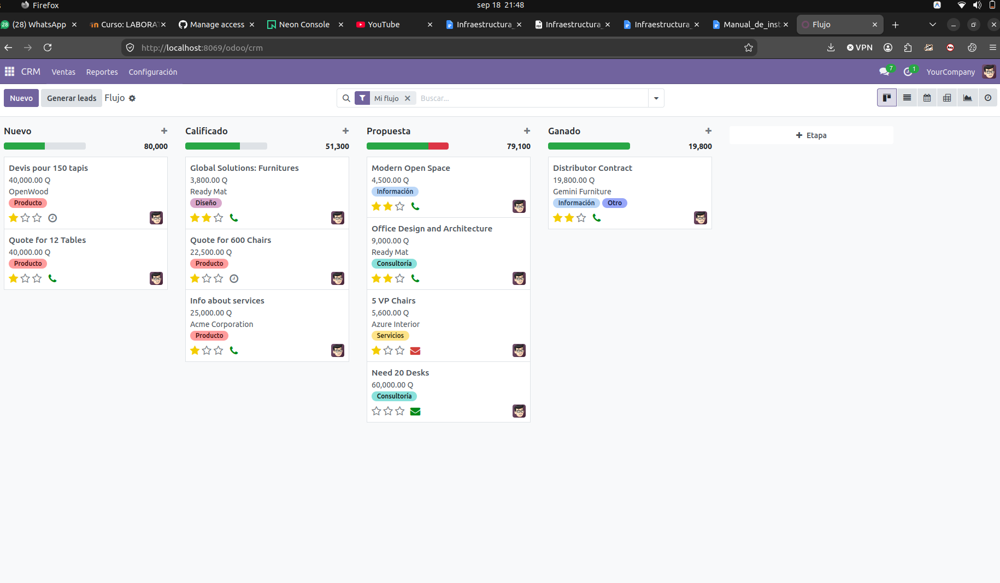 Firefox
sep 18 21:48
28 (28) WhatsApp
Curso: LABORAT
Manage access
Neon Console
YouTube
Infraestructura_
PDF Infraestructura_
Infraestructura_
Manual_de_inst
Flujo
http://localhost:8069/odoo/crm
VPN
CRM Ventas Reportes Configuración
7 1 YourCompany
Nuevo Generar leads Flujo
Mi flujo Buscar...
Nuevo
80,000
Devis pour 150 tapis
40,000.00 Q
OpenWood
Producto
Quote for 12 Tables
40,000.00 Q
Producto
Calificado
51,300
Global Solutions: Furnitures
3,800.00 Q
Ready Mat
Diseño
Quote for 600 Chairs
22,500.00 Q
Producto
Info about services
25,000.00 Q
Acme Corporation
Producto
Propuesta
79,100
Modern Open Space
4,500.00 Q
Información
Office Design and Architecture
9,000.00 Q
Ready Mat
Consultoría
5 VP Chairs
5,600.00 Q
Azure Interior
Servicios
Need 20 Desks
60,000.00 Q
Consultoría
Ganado
19,800
Distributor Contract
19,800.00 Q
Gemini Furniture
Información Otro
Etapa